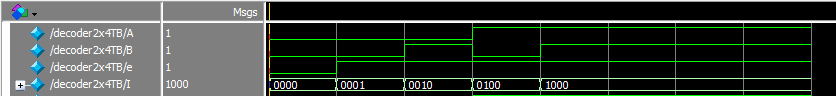 Msgs
/decoder2x4TB/A 1
/decoder2x4TB/B 1
/decoder2x4TB/e 1
/decoder2x4TB/I 1000 0000 0001 0010 0100 1000